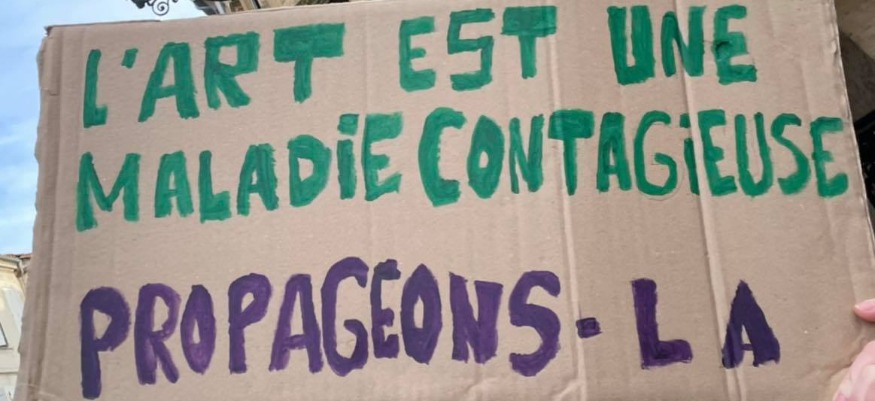 L'ART EST UNE
MALADiE CONTAGiEUSE
PROPAGEONS-LA